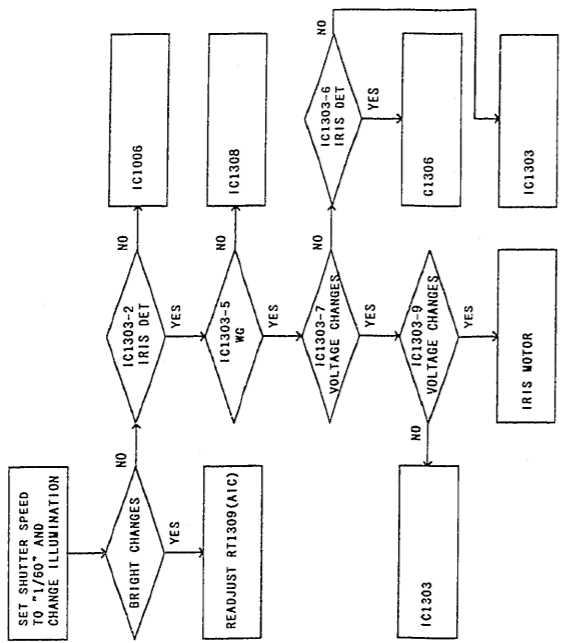 SET SHUTTER SPEED
TO "1/60" AND
CHANGE ILLUMINATION
BRIGHT CHANGES
NO
YES
READJUST RT1309(AIC)
IC1303-2
IRIS DET
NO
IC1006
YES
IC1303-5
WG
NO
IC1308
YES
IC1303-7
VOLTAGE CHANGES
NO
IC1303-6
IRIS DET
NO
YES
C1306
IC1303
YES
IC1303-9
VOLTAGE CHANGES
NO
IC1303
YES
IRIS MOTOR